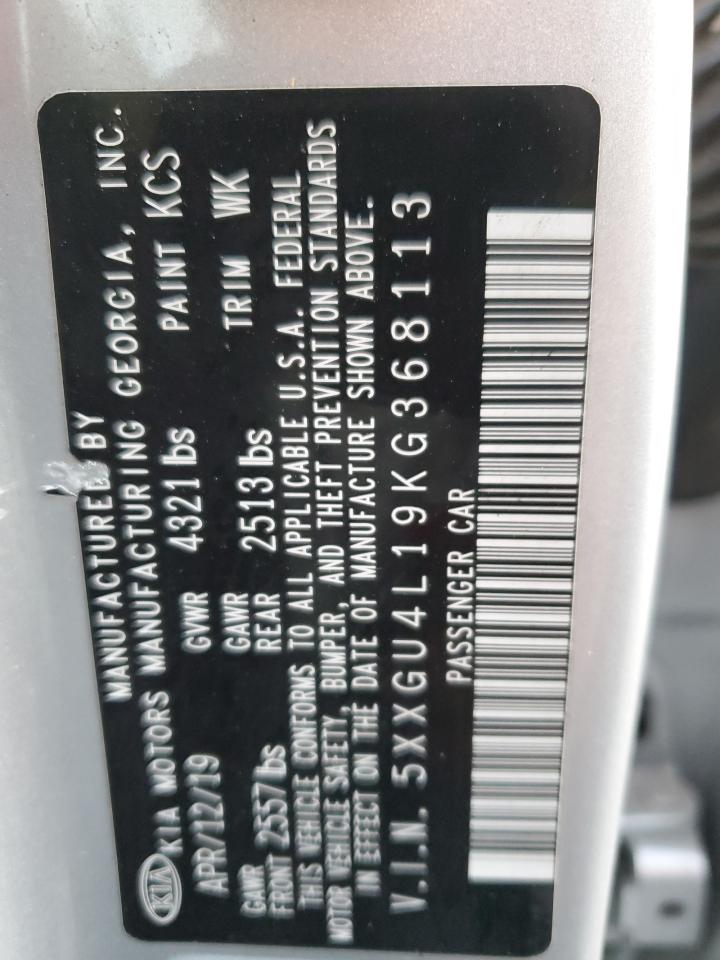 MANUFACTURED BY
KIA KIA MOTORS MANUFACTURING GEORGIA, INC.
APR/12/19 GVWR 4321 lbs PAINT KCS
GAWR FRONT 2557 lbs GAWR REAR 2513 lbs TRIM WK
THIS VEHICLE CONFORMS TO ALL APPLICABLE U.S.A. FEDERAL
MOTOR VEHICLE SAFETY, BUMPER, AND THEFT PREVENTION STANDARDS
IN EFFECT ON THE DATE OF MANUFACTURE SHOWN ABOVE.
V.I.N. 5XXGU4L19KG368113
PASSENGER CAR